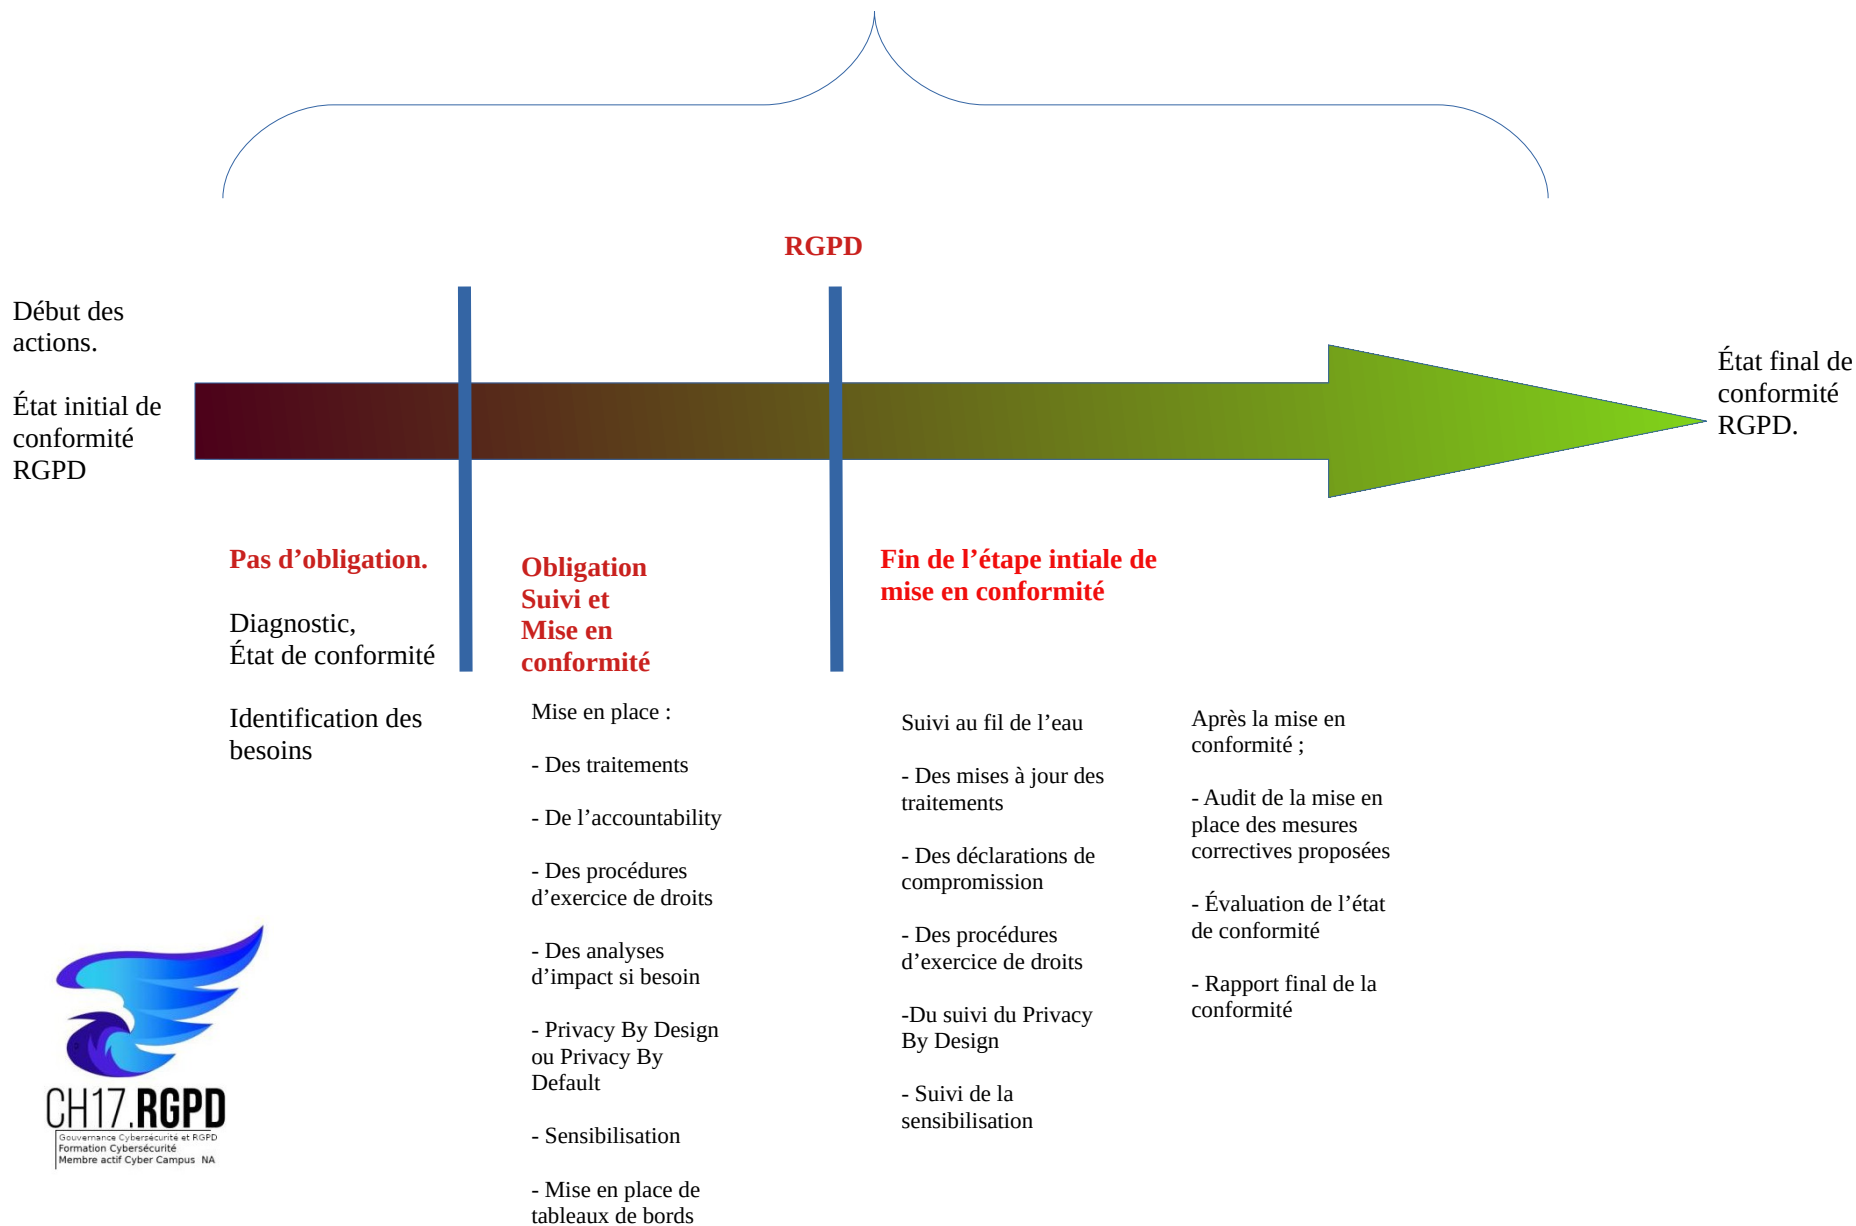 RGPD
Début des
actions.
État initial de
conformité
RGPD
État final de
conformité
RGPD.
Pas d’obligation.
Diagnostic,
État de conformité
Identification des
besoins
Obligation
Suivi et
Mise en
conformité
Mise en place :
- Des traitements
- De l’accountability
- Des procédures
d’exercice de droits
- Des analyses
d’impact si besoin
- Privacy By Design
ou Privacy By
Default
- Sensibilisation
- Mise en place de
tableaux de bords
Fin de l’étape intiale de
mise en conformité
Suivi au fil de l’eau
- Des mises à jour des
traitements
- Des déclarations de
compromission
- Des procédures
d’exercice de droits
-Du suivi du Privacy
By Design
- Suivi de la
sensibilisation
Après la mise en
conformité ;
- Audit de la mise en
place des mesures
correctives proposées
- Évaluation de l’état
de conformité
- Rapport final de la
conformité
CH17.RGPD
Gouvernance Cybersécurité et RGPD
Formation Cybersécurité
Membre actif Cyber Campus NA